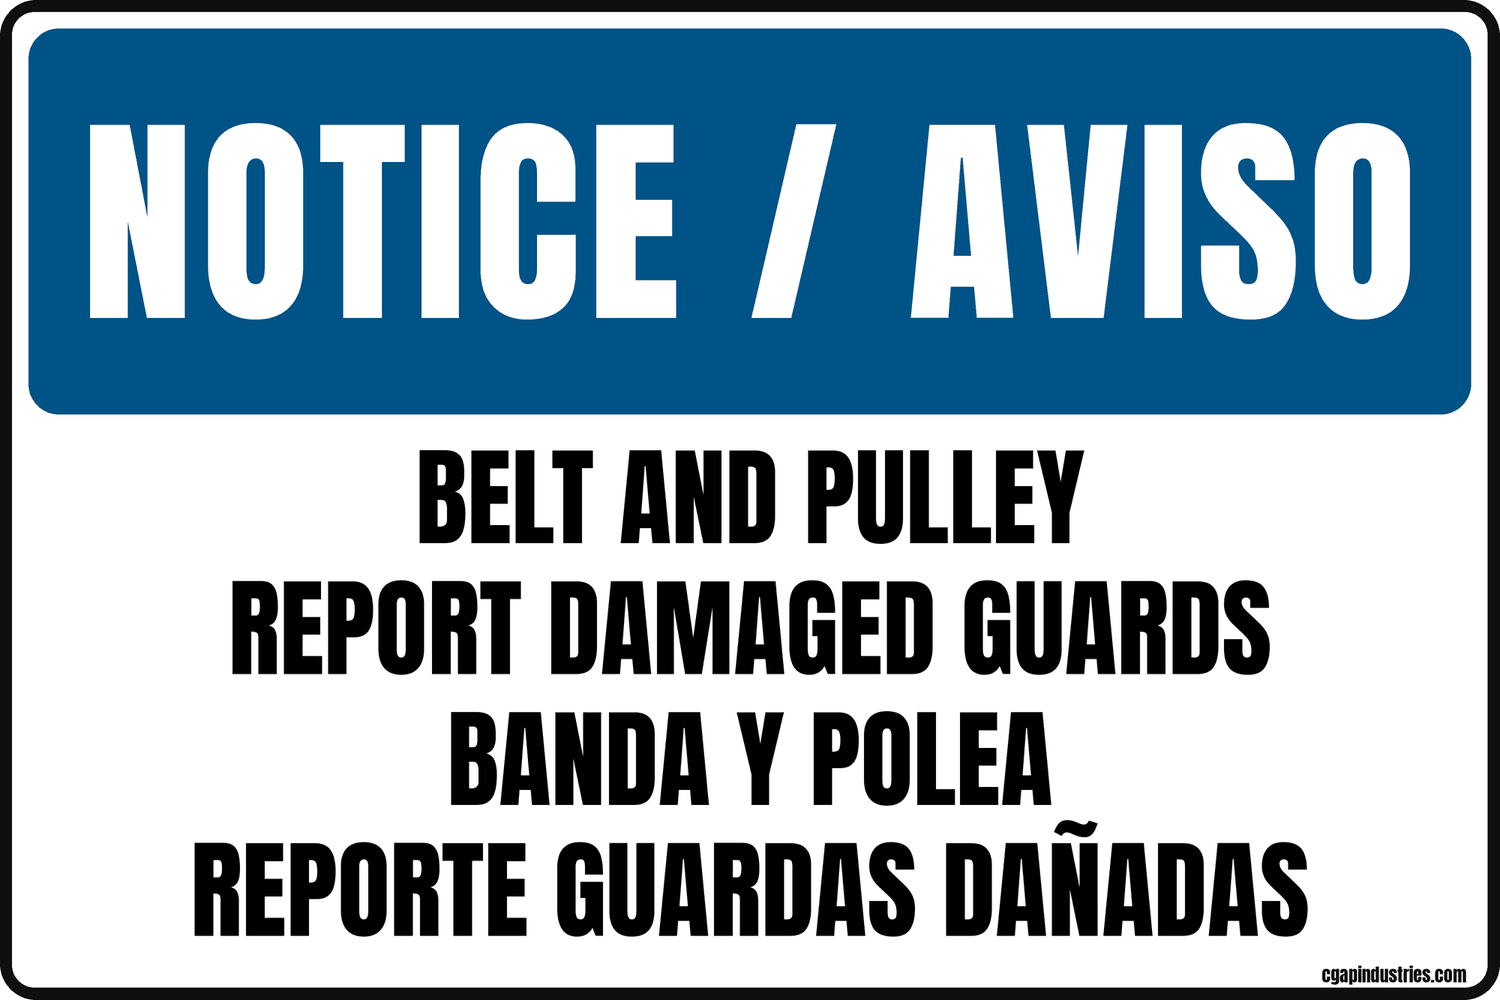 NOTICE / AVISO
BELT AND PULLEY
REPORT DAMAGED GUARDS
BANDA Y POLEA
REPORTE GUARDAS DAÑADAS
cgapindustries.com